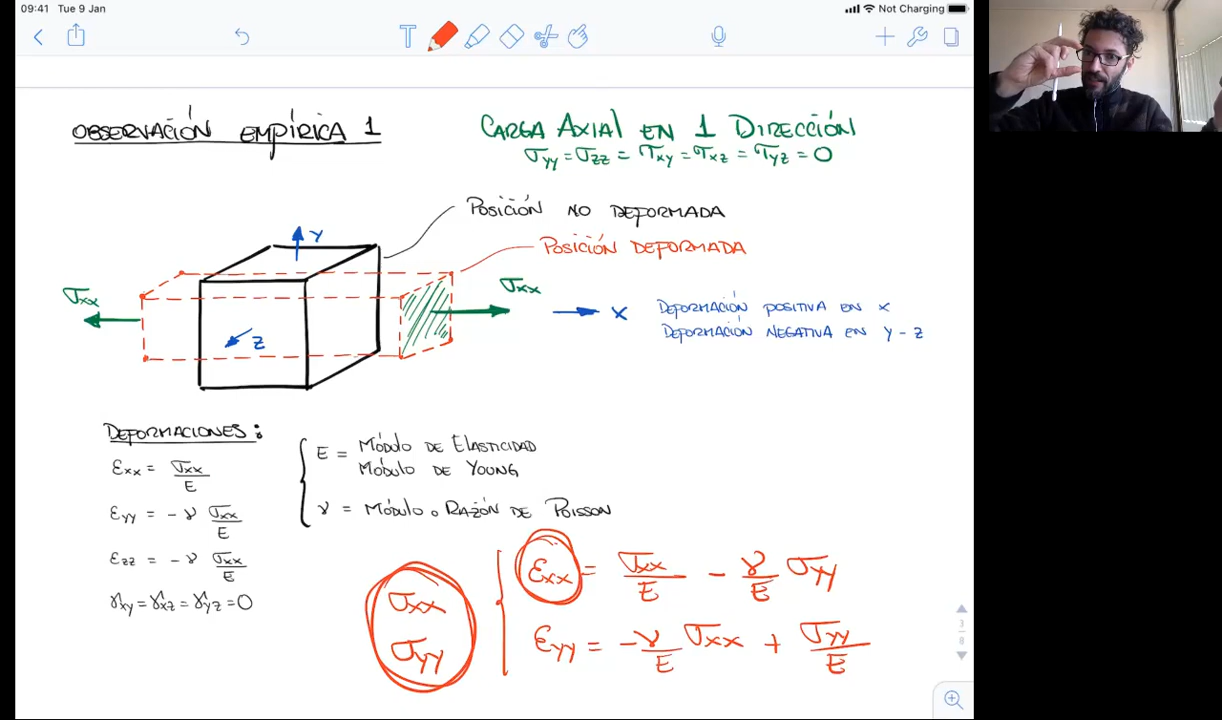 09:41 Tue 9 Jan
Not Charging
T
OBSERVACIÓN EMPÍRICA 1
CARGA AXIAL EN 1 DIRECCIÓN
σyy = σzz = τxy = τxz = τyz = 0
POSICIÓN NO DEFORMADA
POSICIÓN DEFORMADA
Y
σxx
σxx
X
Z
DEFORMACIÓN POSITIVA EN X
DEFORMACIÓN NEGATIVA EN Y - Z
DEFORMACIONES:
εxx = σxx/E
εyy = - ν σxx/E
εzz = - ν σxx/E
γxy = γxz = γyz = 0
E = MÓDULO DE ELASTICIDAD
MÓDULO DE YOUNG
ν = MÓDULO o RAZÓN DE POISSON
σxx
σyy
εxx = σxx/E - ν/E σyy
εyy = -ν/E σxx + σyy/E
3
8